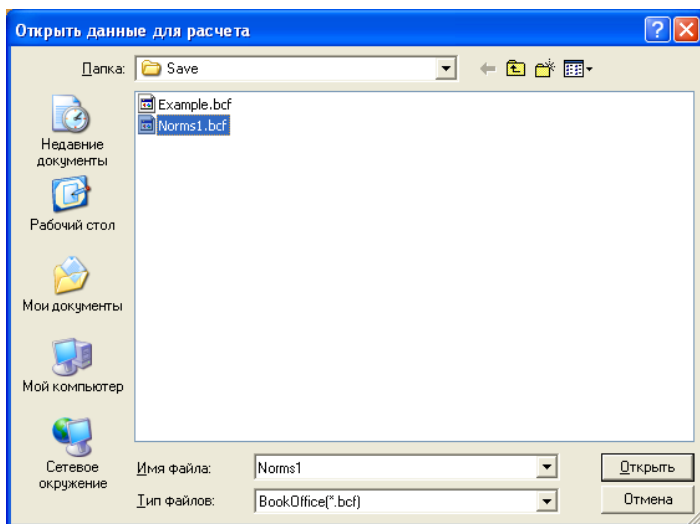 Открыть данные для расчета
Папка: Save
Example.bcf
Norms1.bcf
Недавние
документы
Рабочий стол
Мои документы
Мой компьютер
Сетевое
окружение
Имя файла: Norms1 Открыть
Тип файлов: BookOffice(*.bcf) Отмена